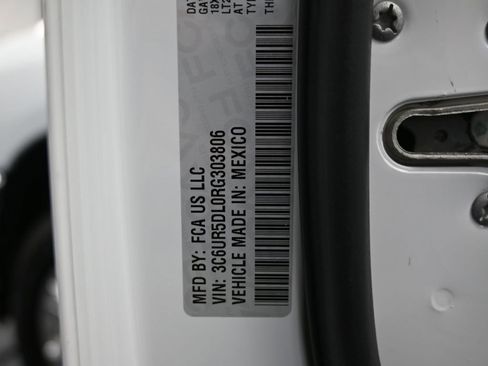 MFD BY: FCA US LLC
VIN: 3C6UR5DL0RG303806
VEHICLE MADE IN: MEXICO